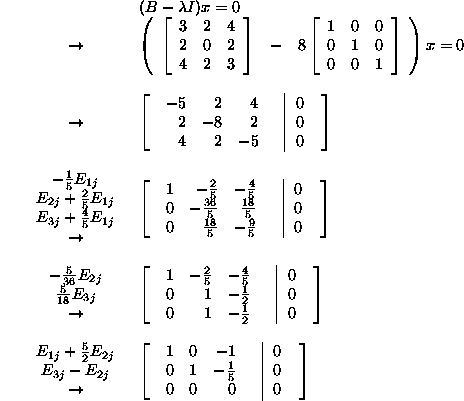 (B − λI)x = 0
→ ( [ 3 2 4 ; 2 0 2 ; 4 2 3 ] − 8 [ 1 0 0 ; 0 1 0 ; 0 0 1 ] ) x = 0
→ [ −5 2 4 | 0 ; 2 −8 2 | 0 ; 4 2 −5 | 0 ]
−1/5 E1j
E2j + 2/5 E1j
E3j + 4/5 E1j
→ [ 1 −2/5 −4/5 | 0 ; 0 −36/5 18/5 | 0 ; 0 18/5 −9/5 | 0 ]
−5/36 E2j
5/18 E3j
→ [ 1 −2/5 −4/5 | 0 ; 0 1 −1/2 | 0 ; 0 1 −1/2 | 0 ]
E1j + 5/2 E2j
E3j − E2j
→ [ 1 0 −1 | 0 ; 0 1 −1/5 | 0 ; 0 0 0 | 0 ]